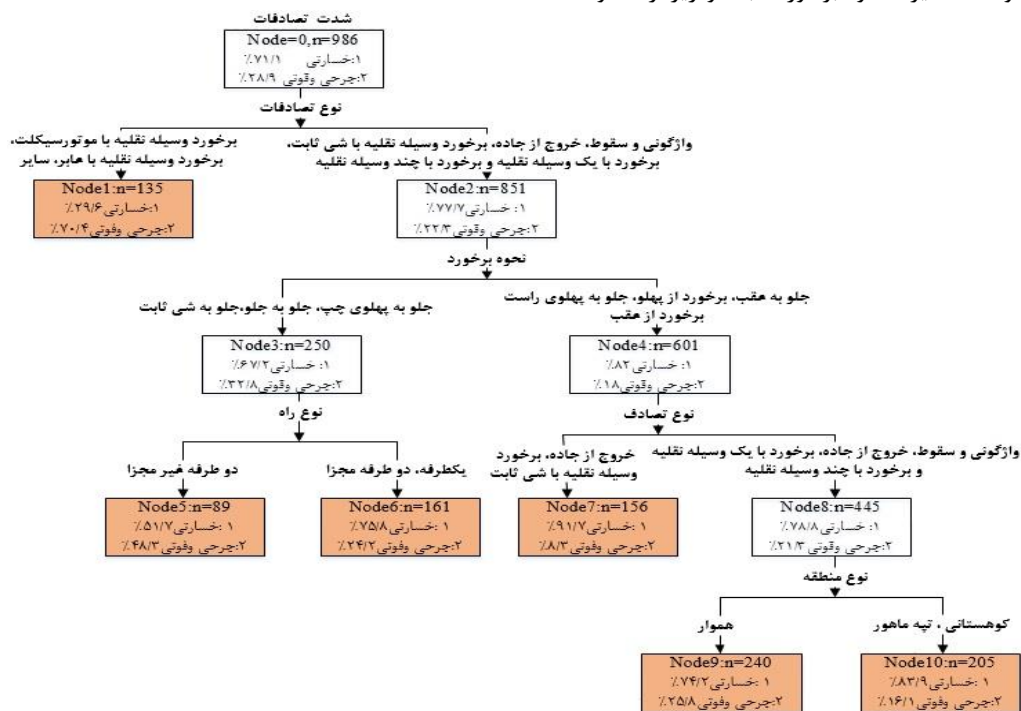 شدت تصادفات
Node=0,n=986
۱:خسارتی ۷۱/۱٪
۲:جرحی وفوتی ۲۸/۹٪
نوع تصادفات
برخورد وسیله نقلیه با موتورسیکلت،
برخورد وسیله نقلیه با عابر، سایر
واژگونی و سقوط، خروج از جاده، برخورد وسیله نقلیه با شی ثابت،
برخورد با یک وسیله نقلیه و برخورد با چند وسیله نقلیه
Node1:n=135
۱:خسارتی ۲۹/۶٪
۲:جرحی وفوتی ۷۰/۴٪
Node2:n=851
۱: خسارتی ۷۷/۷٪
۲:جرحی وفوتی ۲۲/۳٪
نحوه برخورد
جلو به پهلوی چپ، جلو به جلو،جلو به شی ثابت
جلو به عقب، برخورد از پهلو، جلو به پهلوی راست
برخورد از عقب
Node3:n=250
۱: خسارتی ۶۷/۲٪
۲:جرحی وفوتی ۳۲/۸٪
Node4:n=601
۱: خسارتی ۸۲٪
۲:جرحی وفوتی ۱۸٪
نوع راه
نوع تصادف
دو طرفه غیر مجزا
یکطرفه، دو طرفه مجزا
خروج از جاده، برخورد
وسیله نقلیه با شی ثابت
واژگونی و سقوط، خروج از جاده، برخورد با یک وسیله نقلیه
و برخورد با چند وسیله نقلیه
Node5:n=89
۱ :خسارتی ۵۱/۷٪
۲:جرحی وفوتی ۴۸/۳٪
Node6:n=161
۱ :خسارتی ۷۵/۸٪
۲:جرحی وفوتی ۲۴/۲٪
Node7:n=156
۱ :خسارتی ۹۱/۷٪
۲:جرحی وفوتی ۸/۳٪
Node8:n=445
۱: خسارتی ۷۸/۸٪
۲:جرحی وفوتی ۲۱/۳٪
نوع منطقه
هموار
کوهستانی ، تپه ماهور
Node9:n=240
۱ :خسارتی ۷۴/۲٪
۲:جرحی وفوتی ۲۵/۸٪
Node10:n=205
۱ :خسارتی ۸۳/۹٪
۲:جرحی وفوتی ۱۶/۱٪